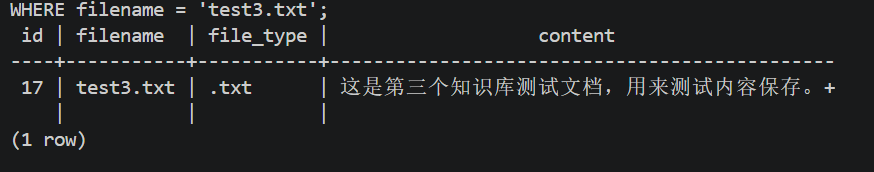 WHERE filename = 'test3.txt';
 id | filename  | file_type |                    content
----+-----------+-----------+-----------------------------------------------
 17 | test3.txt | .txt      | 这是第三个知识库测试文档，用来测试内容保存。+
    |           |           |
(1 row)